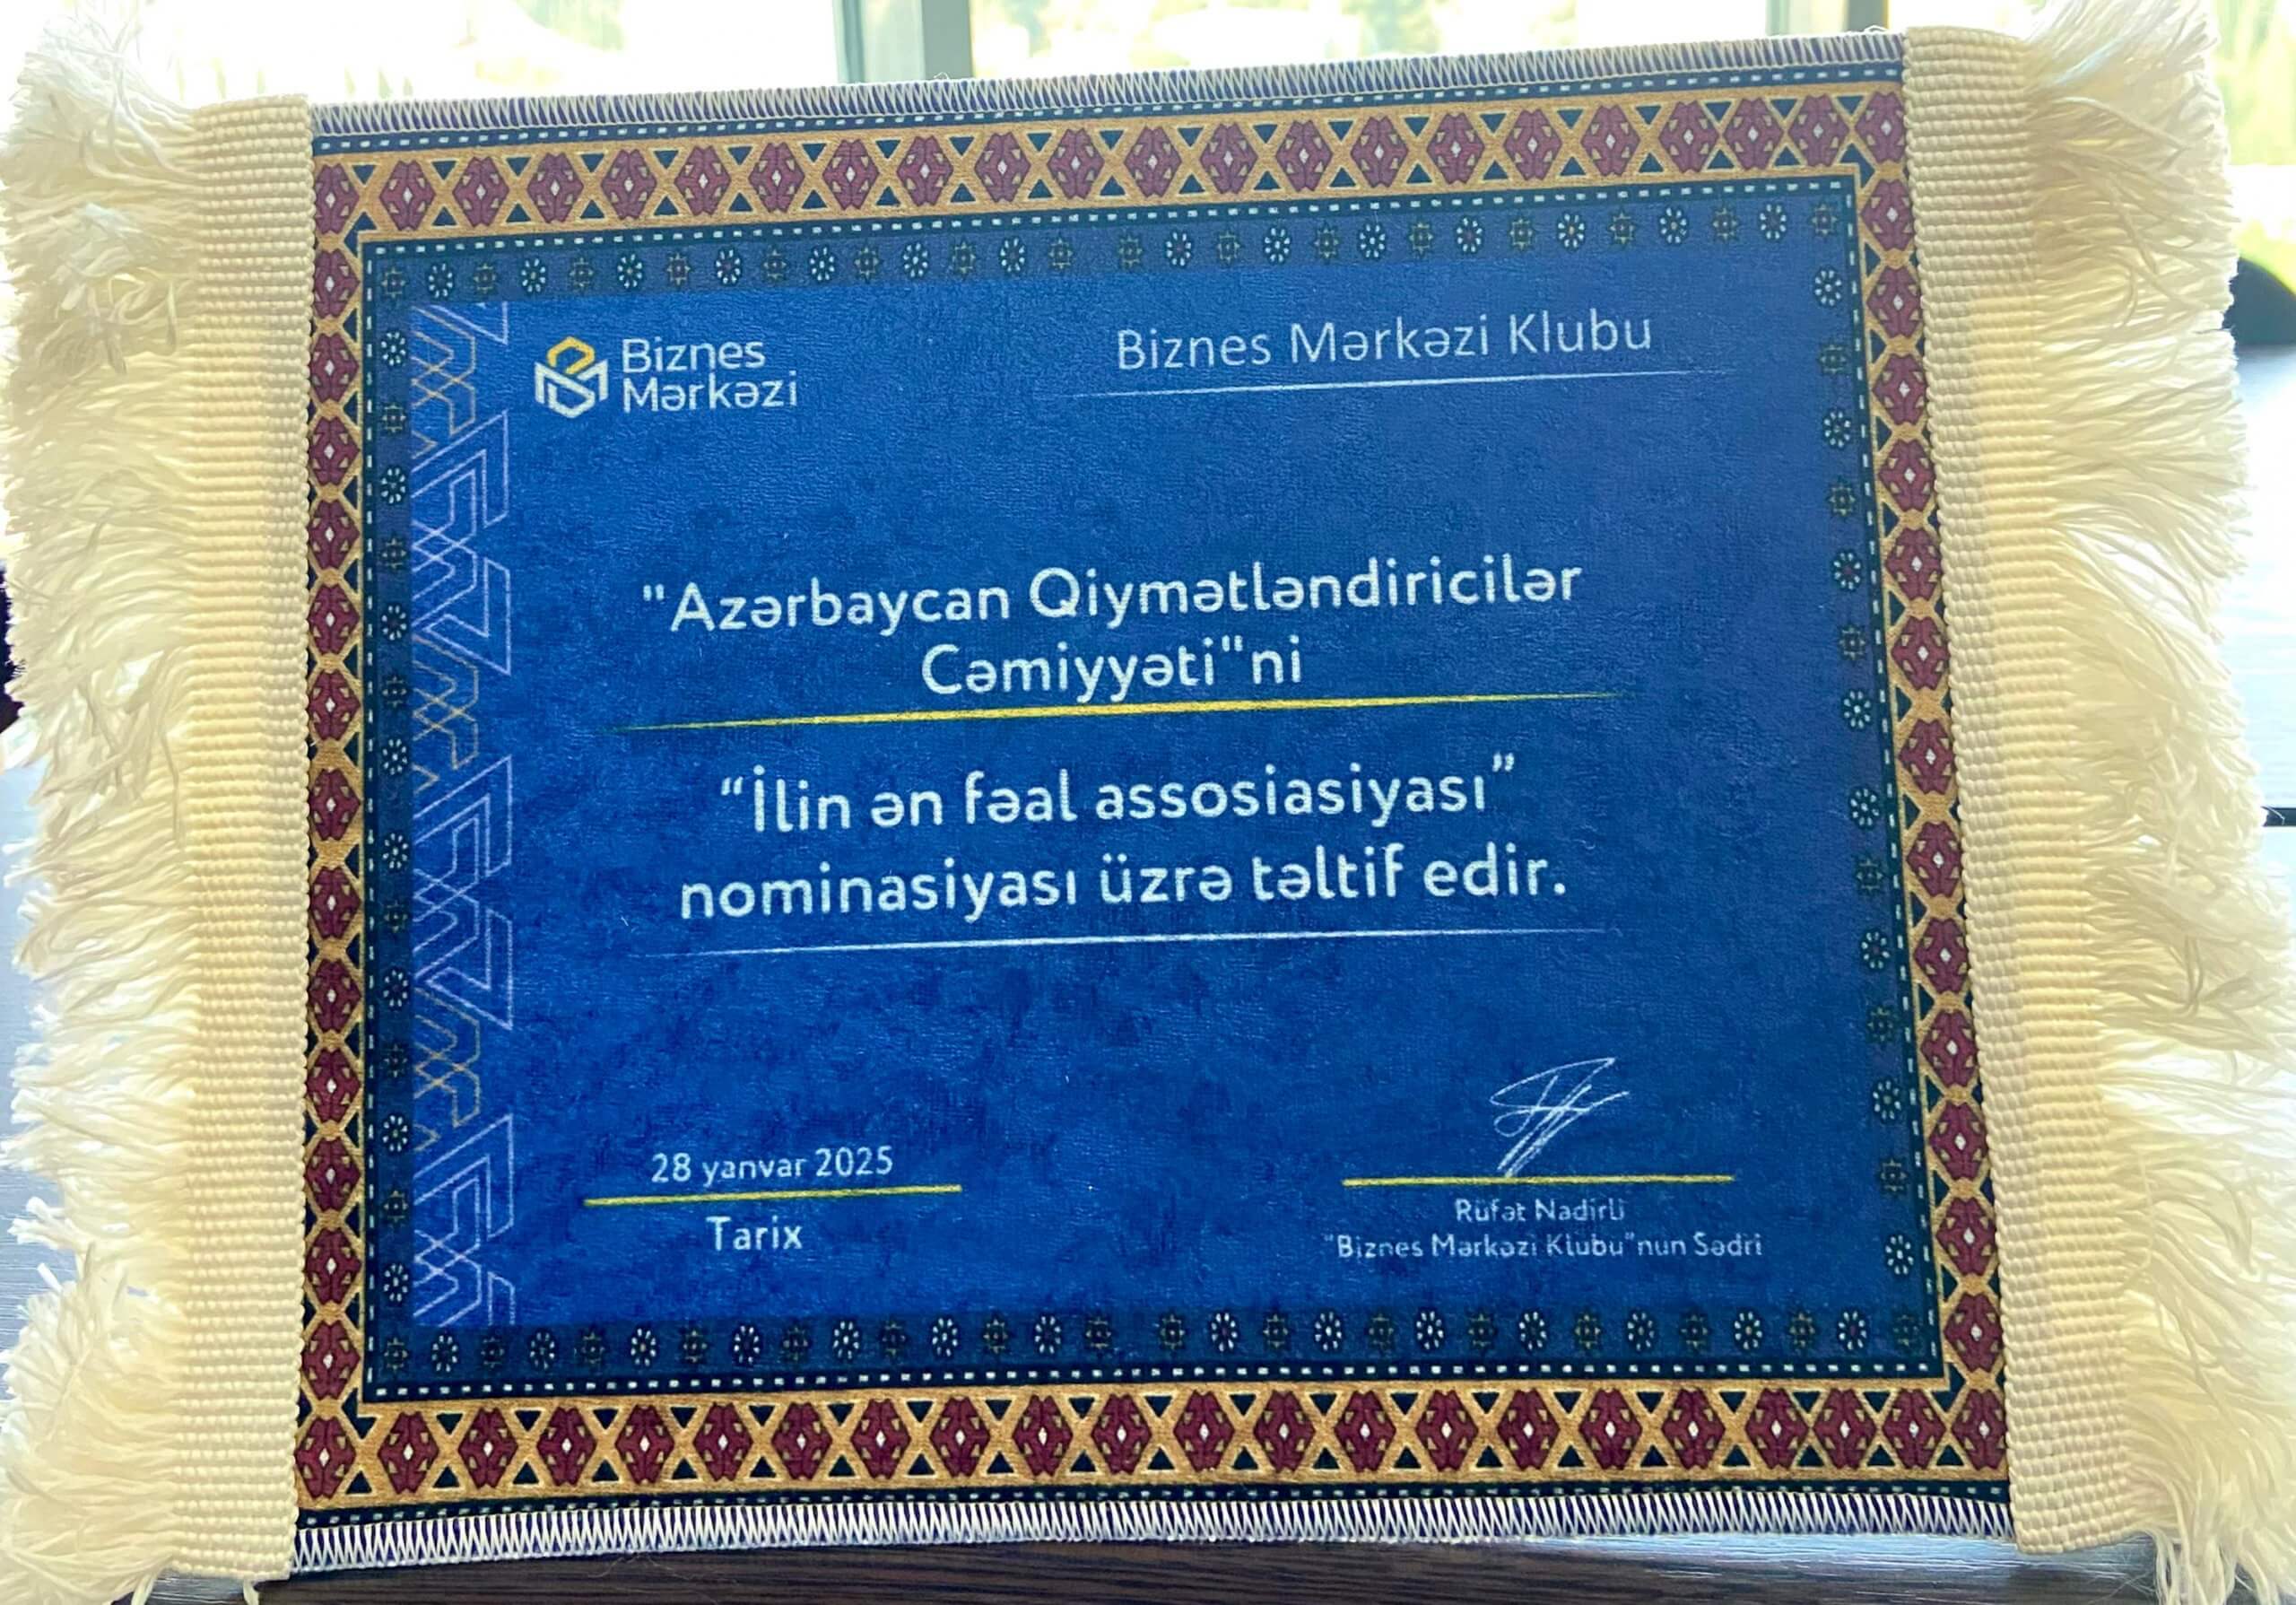 Biznes
Mərkəzi
Biznes Mərkəzi Klubu
"Azərbaycan Qiymətləndiricilər
Cəmiyyəti"ni
“İlin ən fəal assosiasiyası”
nominasiyası üzrə təltif edir.
28 yanvar 2025
Tarix
Rüfət Nadirli
"Biznes Mərkəzi Klubu"nun Sədri